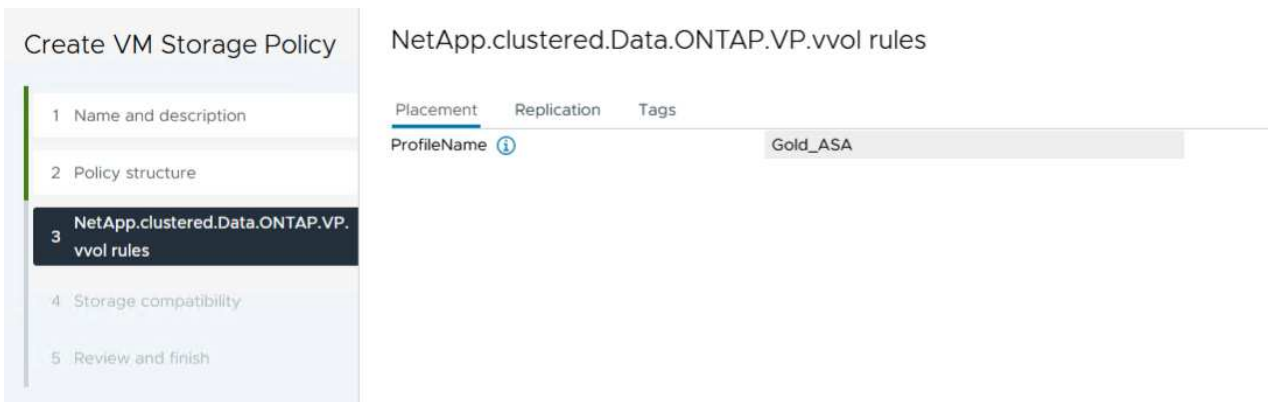 Create VM Storage Policy
1 Name and description
2 Policy structure
3 NetApp.clustered.Data.ONTAP.VP.
vvol rules
4 Storage compatibility
5 Review and finish
NetApp.clustered.Data.ONTAP.VP.vvol rules
Placement Replication Tags
ProfileName Gold_ASA